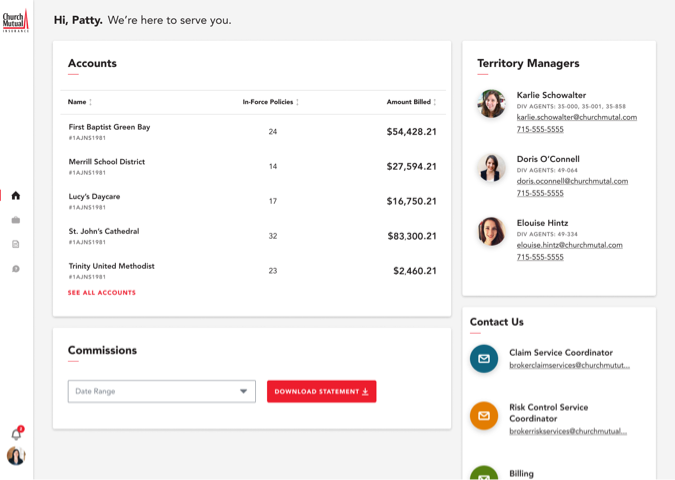 Church
Mutual
INSURANCE
Hi, Patty. We're here to serve you.
Accounts
Name In-Force Policies Amount Billed
First Baptist Green Bay 24 $54,428.21
#1AJNS1981
Merrill School District 14 $27,594.21
#1AJNS1981
Lucy's Daycare 17 $16,750.21
#1AJNS1981
St. John's Cathedral 32 $83,300.21
#1AJNS1981
Trinity United Methodist 23 $2,460.21
#1AJNS1981
SEE ALL ACCOUNTS
Commissions
Date Range
DOWNLOAD STATEMENT
Territory Managers
Karlie Schowalter
DIV AGENTS: 35-000, 35-001, 35-858
karlie.schowalter@churchmutal.com
715-555-5555
Doris O'Connell
DIV AGENTS: 49-064
doris.oconnell@churchmutal.com
715-555-5555
Elouise Hintz
DIV AGENTS: 49-334
elouise.hintz@churchmutal.com
715-555-5555
Contact Us
Claim Service Coordinator
brokerclaimservices@churchmutut...
Risk Control Service
Coordinator
brokerriskservices@churchmutual...
Billing